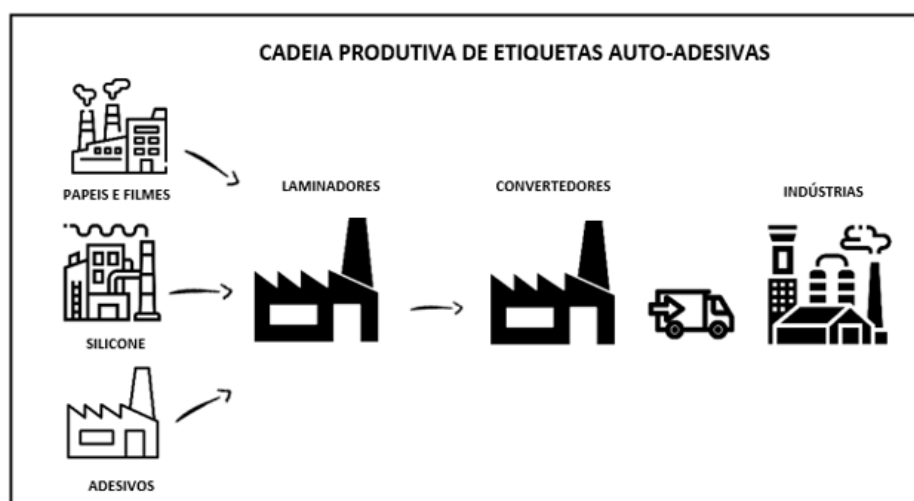 CADEIA PRODUTIVA DE ETIQUETAS AUTO-ADESIVAS
PAPEIS E FILMES
LAMINADORES
CONVERTEDORES
INDÚSTRIAS
SILICONE
ADESIVOS